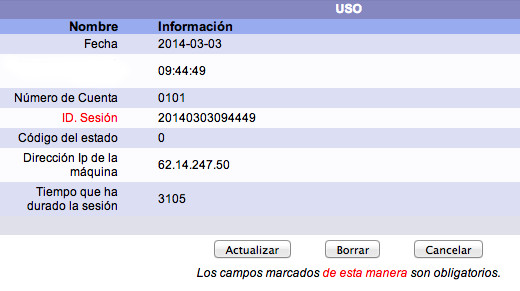 USO
Nombre Información
Fecha 2014-03-03
09:44:49
Número de Cuenta 0101
ID. Sesión 20140303094449
Código del estado 0
Dirección Ip de la
máquina 62.14.247.50
Tiempo que ha
durado la sesión 3105
Actualizar Borrar Cancelar
Los campos marcados de esta manera son obligatorios.